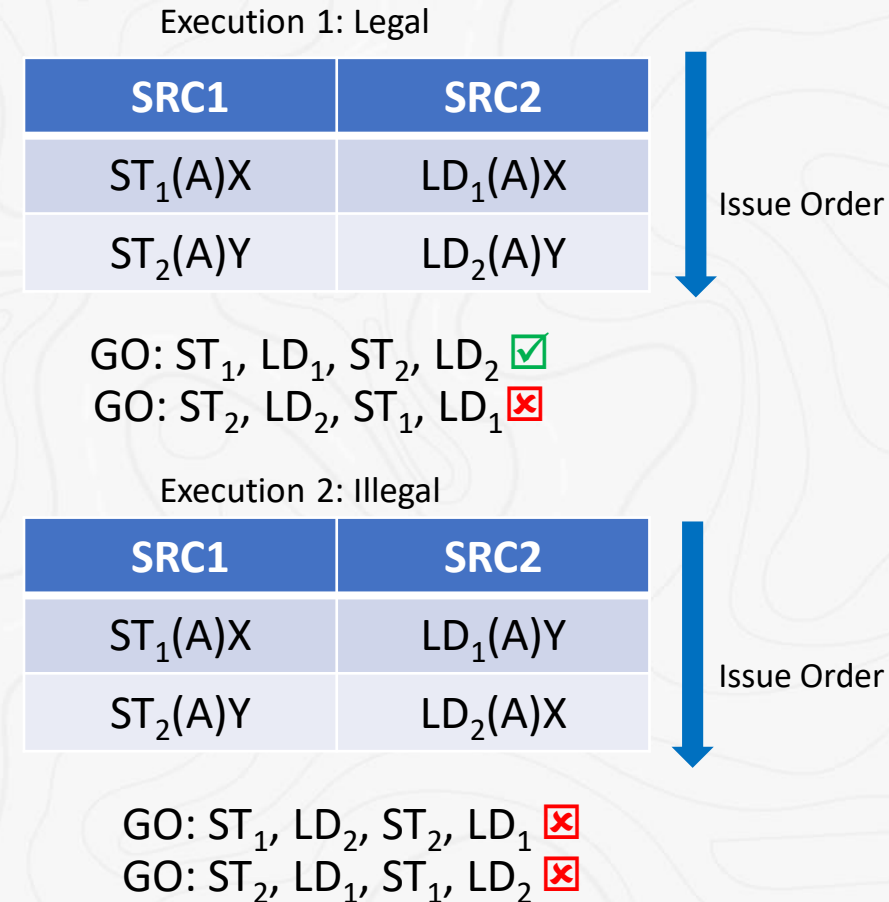 Execution 1: Legal
SRC1 SRC2
ST₁(A)X LD₁(A)X
Issue Order
ST₂(A)Y LD₂(A)Y
GO: ST₁, LD₁, ST₂, LD₂ ☑
GO: ST₂, LD₂, ST₁, LD₁ ☒
Execution 2: Illegal
SRC1 SRC2
ST₁(A)X LD₁(A)Y
Issue Order
ST₂(A)Y LD₂(A)X
GO: ST₁, LD₂, ST₂, LD₁ ☒
GO: ST₂, LD₁, ST₁, LD₂ ☒